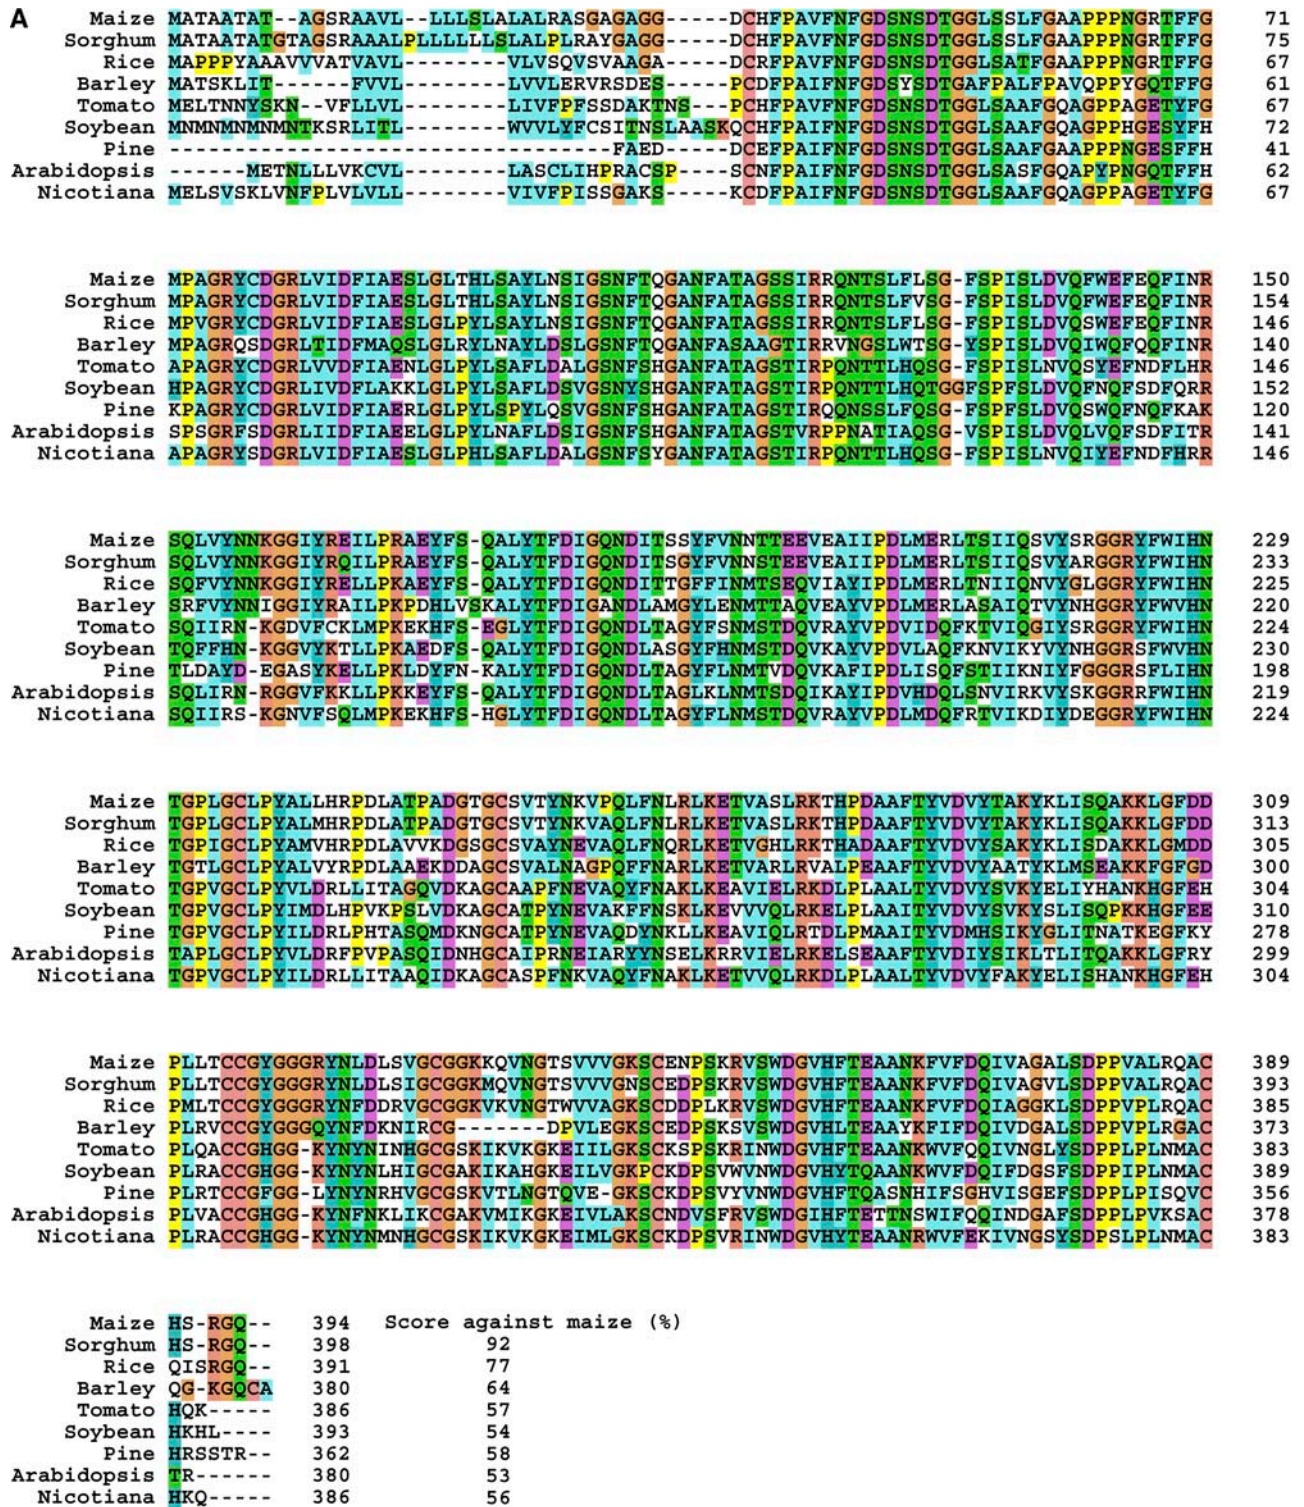 A
Maize MATAATAT--AGSRAAVL--LLLSLALALRASGAGAGG-----DCHFPAVFNFGDSNSDTGGLSSLFGAAPPPNGRTFFG 71
Sorghum MATAATATGTAGSRAAALPLLLLLLSLALPLRAYGAGG-----DCHFPAVFNFGDSNSDTGGLSSLFGAAPPPNGRTFFG 75
Rice MAPPPYAAAVVVATVAVL--------VLVSQVSVAAGA-----DCHFPAVFNFGDSNSDTGGLSATFGAAPPPNGRTFFG 67
Barley MATSKLIT----FVVL--------LVVLERVRSDES-----PCDFPAIFNFGDSYSDTGAFPALFPAVQPPYGQTFFG 61
Tomato MELTNNYSKN---VFLLVL--------LIVFPFSSDAKTNS---PCHFPAIFNFGDSNSDTGGLSAAFGQAGPPAGETYFG 67
Soybean MNMNMNMNMNTKSRLITL--------WVVLYFCSITNSLAASKQCHFPAIFNFGDSNSDTGGLSAAFGQAGPPHGESYFH 72
Pine ----------------------------------FAED------DCEFPAIFNFGDSNSDTGGLSAAFGAAPPPNGESFFH 41
Arabidopsis ------METNLLLVKCVL--------LASCLIHPRACSP-----SCNFPAIFNFGDSNSDTGGLSASFGQAPYPNGQTFFH 62
Nicotiana MELSVSKLVNFPLVLVLL--------VIVFPISSGAKS------KCDFPAIFNFGDSNSDTGGLSAAFGQAGPPAGETYFG 67
Maize MPAGRYCDGRLVIDFIAESLGLTHLSAYLNSIGSNFTQGANFATAGSSIRRQNTSLFLSG-FSPISLDVQFWEFEQFINR 150
Sorghum MPAGRYCDGRLVIDFIAESLGLTHLSAYLNSIGSNFTQGANFATAGSSIRRQNTSLFVSG-FSPISLDVQFWEFEQFINR 154
Rice MPVGRYCDGRLVIDFIAESLGLPYLSAYLNSIGSNFTQGANFATAGSSIRRQNTSLFLSG-FSPISLDVQSWEFEQFINR 146
Barley MPAGRQSDGRLTIDFMAQSLGLRYLNAYLDSLGSNFTQGANFASAAGTIRRVNGSLWTSG-YSPISLDVQIWQFQQFINR 140
Tomato APAGRYCDGRLVVDFIAENLGLPYLSAFLDALGSNFSHGANFATAGSTIRPQNTTLHQSG-FSPISLNVQSYEFNDFLHR 146
Soybean HPAGRYCDGRLIVDFLAKKLGLPYLSAFLDSVGSNYSHGANFATAGSTIRPQNTTLHQTGGFSPFSLDVQFNQFSDFQRR 152
Pine KPAGRYCDGRLVIDFIAERLGLPYLSPYLQSVGSNFSHGANFATAGSTIRQQNSSLFQSG-FSPFSLDVQSWQFNQFKAK 120
Arabidopsis SPSGRFSDGRLIIDFIAEELGLPYLNAFLDSIGSNFSHGANFATAGSTVRPPNATIAQSG-VSPISLDVQLVQFSDFITR 141
Nicotiana APAGRYSDGRLVIDFIAESLGLPHLSAFLDALGSNFSYGANFATAGSTIRPQNTTLHQSG-FSPISLNVQIYEFNDFHRR 146
Maize SQLVYNNKGGIYREILPRAEYFS-QALYTFDIGQNDITSSYFVNNTTEEVEAIIPDLMERLTSIIQSVYSRGGRYFWIHN 229
Sorghum SQLVYNNKGGIYRQILPRAEYFS-QALYTFDIGQNDITSSYFVNNSTEEVEAIIPDLMERLTSIIQSVYARGGRYFWIHN 233
Rice SQFVYNNKGGIYRELLPRAEYFS-QALYTFDIGQNDITTGFFINMTSEQVIAYIPDLMERLTNIIQNVYGLGGRYFWIHN 225
Barley SRFVYNNIGGIYRAILPKPDHLVSKALYTFDIGANDLAMGYLENMTTAQVEAYVPDLMERLASAIQTVYNHGGRYFWVHN 220
Tomato SQIIRN-KGDVFCKLMPKEKHFS-EGLYTFDIGQNDLTAGYFSNMSTDQVRAYVPDVIDQFKTVIQGIYSRGGRYFWIHN 224
Soybean TQFFHN-KGGVYKTLLPKAEDFS-QALYTFDIGQNDLASGYFHNMSTDQVKAYVPDVLAQFKNVIKYVYNHGGRSFWVHN 230
Pine TLDAYD-EGASYKELLPKLDYFN-KALYTFDIGQNDLTAGYFLNMTVDQVKAFIPDLISQFSTIIKNIYFGGGRSFLIHN 198
Arabidopsis SQLIRN-RGGVFKKLLPKKEYFS-QALYTFDIGQNDLTAGLKLNMTSDQIKAYIPDVHDQLSNVIRKVYSKGGRRFWIHN 219
Nicotiana SQIIRS-KGNVFSQLMPKEKHFS-HGLYTFDIGQNDLTAGYFLNMSTDQVRAYVPDLMDQFRTVIKDIYDEGGRYFWIHN 224
Maize TGPLGCLPYALLHRPDLATPADGTGCSVTYNKVPQLFNLRLKETVASLRKTHPDAAFTYVDVYTAKYKLISQAKKLGFDD 309
Sorghum TGPLGCLPYALMHRPDLATPADGTGCSVTYNKVAQLFNLRLKETVASLRKTHPDAAFTYVDVYTAKYKLISQAKKLGFDD 313
Rice TGPIGCLPYAMVHRPDLAVVKDGSGCSVAYNEVAQLFNQRLKETVGHLRKTHADAAFTYVDVYSAKYKLISDAKKLGMDD 305
Barley TGTLGCLPYALVYRPDLAAEKDAGCSVALNAGPQFFNARLKETVARLRVALPEAAFTYVDVYAATYKLMSEAKKFGFGD 300
Tomato TGPVGCLPYVLDRLLITAGQVDKAGCAAPFNEVAQYFNAKLKEAVIELRKDLPLAALTYVDVYSVKYELIYHANKHGFEH 304
Soybean TGPVGCLPYIMDLHPVKPSLVDKAGCATPYNEVAKFFNSKLKEVVVQLRKELPLAAITYVDVYSVKYSLISQPKKHGFEE 310
Pine TGPVGCLPYILDRLPHTASQMDKNGCATPYNEVAQDYNKLLKEAVIQLRTDLPMAAITYVDMHSIKYGLITNATKEGFKY 278
Arabidopsis TAPLGCLPYVLDRFPVPASQIDNHGCAIPRNEIARYYNSELKRRVIELRKELSEAAFTYVDIYSIKLTLITQAKKLGFRY 299
Nicotiana TGPVGCLPYILDRLLITAAQIDKAGCASPFNKVAQYFNAKLKETVVQLRKDLPLAALTYVDVYFAKYELISHANKHGFEH 304
Maize PLLTCCGYGGGRYNLDLSVGCGGKKQVNGTSVVVGKSCENPSKRVSWDGVHFTEAANKFVFDQIVAGALSDPPVALRQAC 389
Sorghum PLLTCCGYGGGRYNLDLSIGCGGKMQVNGTSVVVGNSCEDPSKRVSWDGVHFTEAANKFVFDQIVAGVLSDPPVALRQAC 393
Rice PMLTCCGYGGGRYNFDDRVGCGGKVKVNGTWVVAGKSCDDPLKRVSWDGVHFTEAANKFVFDQIAGGKLSDPPVPLRQAC 385
Barley PLRVCCGYGGGQYNFDKNIRCG-------DPVLEGKSCEDPSKSVSWDGVHLTEAAYKFIFDQIVDGALSDPPVPLRGAC 373
Tomato PLQACCGHGG-KYNYNINHGCGSKIKVKGKEIILGKSCKSPSKRINWDGVHYTEAANKWVFQQIVNGLYSDPPIPLNMAC 383
Soybean PLRACCGHGG-KYNYNLHIGCGAKIKAHGKEILVGKPCKDPSVWVNWDGVHYTQAANKWVFDQIFDGSFSDPPIPLNMAC 389
Pine PLRTCCGFGG-LYNYNRHVGCGSKVTLNGTQVE-GKSCKDPSVYVNWDGVHFTQASNHIFSGHVISGEFSDPPLPISQVC 356
Arabidopsis PLVACCGHGG-KYNFNKLIKCGAKVMIKGKEIVLAKSCNDVSFRVSWDGIHFTETTNSWIFQQINDGAFSDPPLPVKSAC 378
Nicotiana PLRACCGHGG-KYNYNMNHGCGSKIKVKGKEIMLGKSCKDPSVRINWDGVHYTEAANRWVFEKIVNGSYSDPSLPLNMAC 383
Maize HS-RGQ-- 394 Score against maize (%)
Sorghum HS-RGQ-- 398 92
Rice QISRGQ-- 391 77
Barley QG-KGQCA 380 64
Tomato HQK----- 386 57
Soybean HKHL---- 393 54
Pine HRSSTR-- 362 58
Arabidopsis TR------ 380 53
Nicotiana HKQ----- 386 56